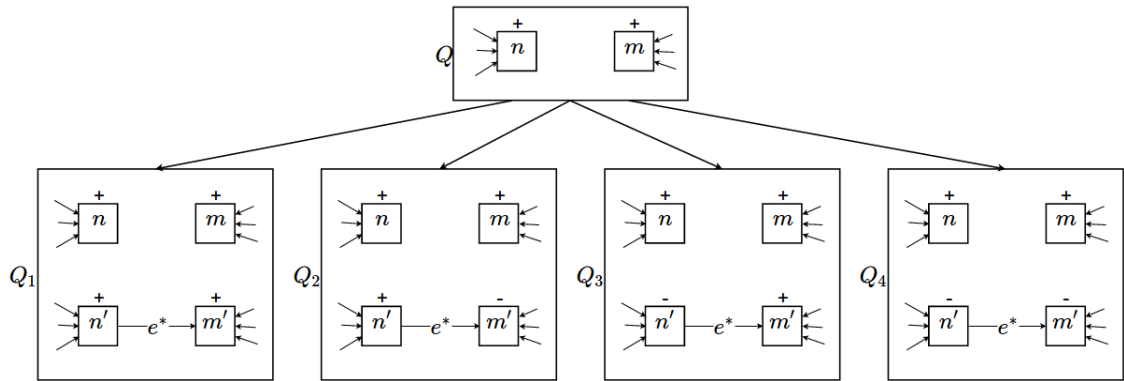 + +
Q n m
+ + + + + + + +
n m n m n m n m
Q₁ Q₂ Q₃ Q₄
+ + + - - + - -
n′ e* m′ n′ e* m′ n′ e* m′ n′ e* m′